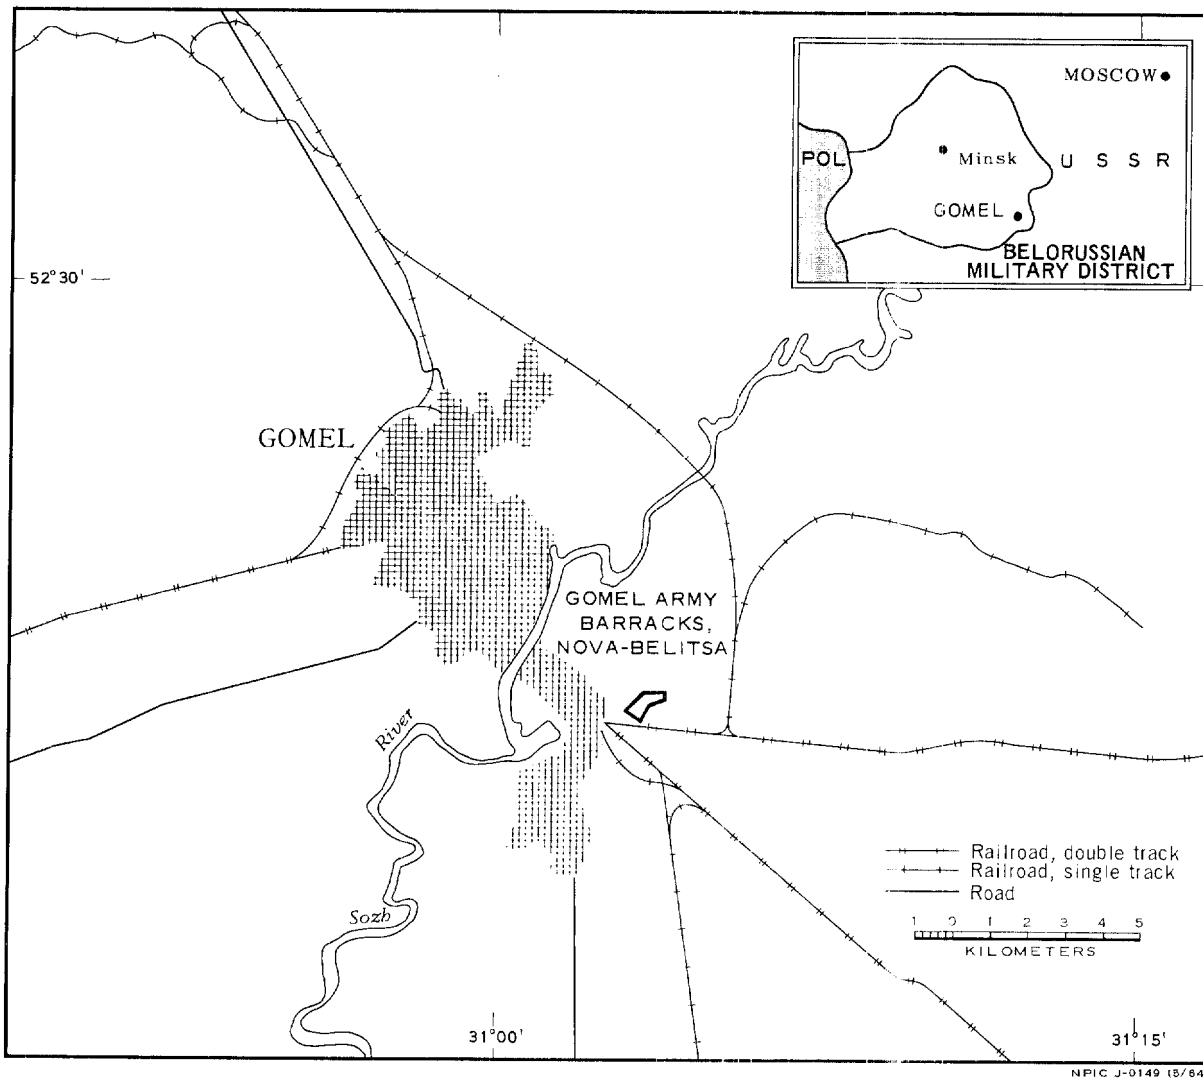 MOSCOW
POL
Minsk
U S S R
GOMEL
BELORUSSIAN
MILITARY DISTRICT
52°30'
GOMEL
GOMEL ARMY
BARRACKS,
NOVA-BELITSA
River
Sozh
Railroad, double track
Railroad, single track
Road
1 0 1 2 3 4 5
KILOMETERS
31°00'
31°15'
NPIC J-0149 (5/64